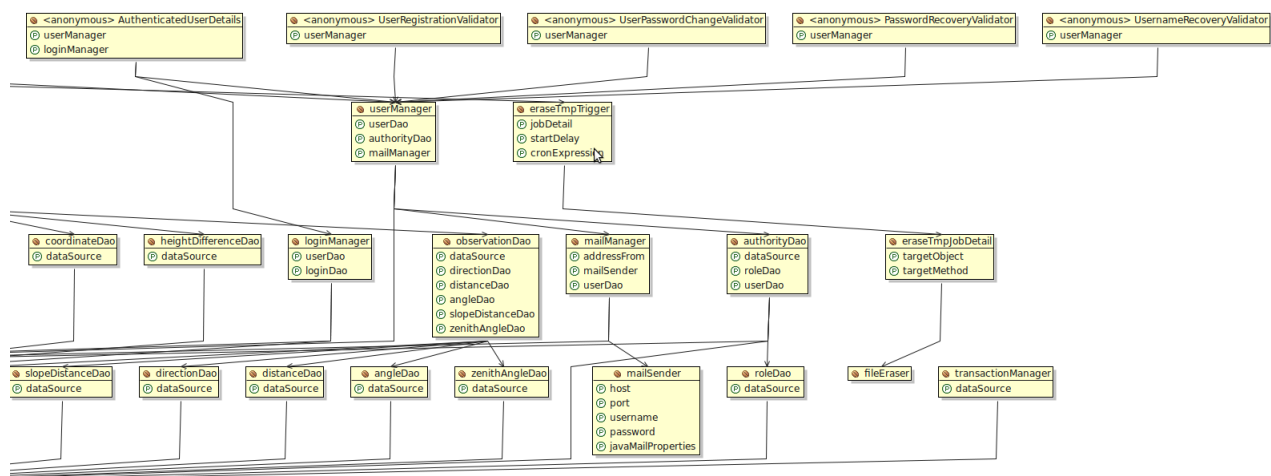 <anonymous> AuthenticatedUserDetails
userManager
loginManager
<anonymous> UserRegistrationValidator
userManager
<anonymous> UserPasswordChangeValidator
userManager
<anonymous> PasswordRecoveryValidator
userManager
<anonymous> UsernameRecoveryValidator
userManager
userManager
userDao
authorityDao
mailManager
eraseTmpTrigger
jobDetail
startDelay
cronExpression
coordinateDao
dataSource
heightDifferenceDao
dataSource
loginManager
userDao
loginDao
observationDao
dataSource
directionDao
distanceDao
angleDao
slopeDistanceDao
zenithAngleDao
mailManager
addressFrom
mailSender
userDao
authorityDao
dataSource
roleDao
userDao
eraseTmpJobDetail
targetObject
targetMethod
slopeDistanceDao
dataSource
directionDao
dataSource
distanceDao
dataSource
angleDao
dataSource
zenithAngleDao
dataSource
mailSender
host
port
username
password
javaMailProperties
roleDao
dataSource
fileEraser
transactionManager
dataSource